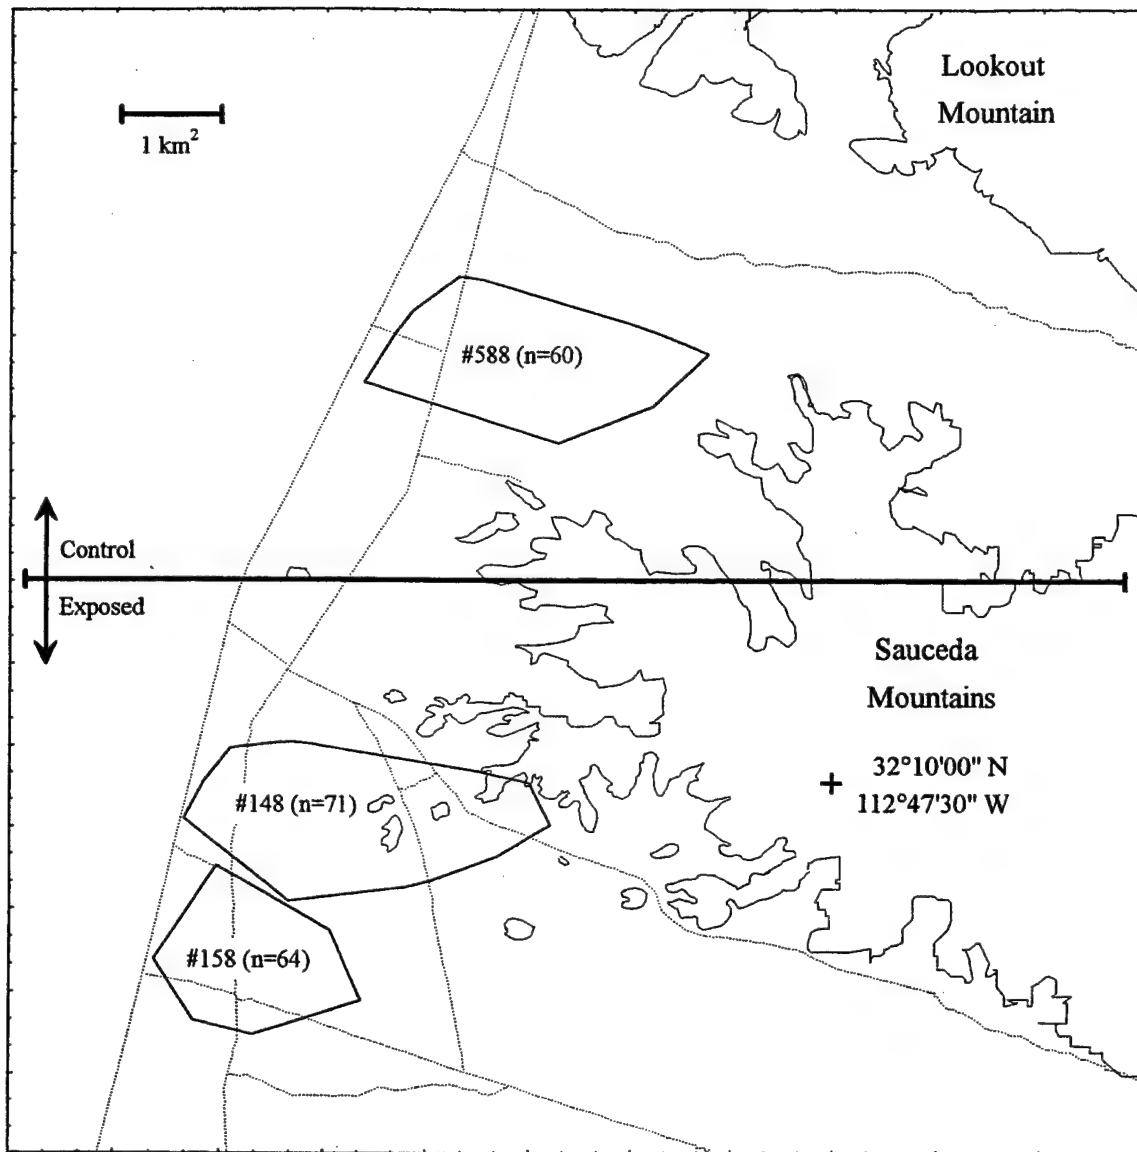 Lookout
Mountain
1 km²
#588 (n=60)
Control
Exposed
Sauceda
Mountains
32°10'00" N
112°47'30" W
#148 (n=71)
#158 (n=64)